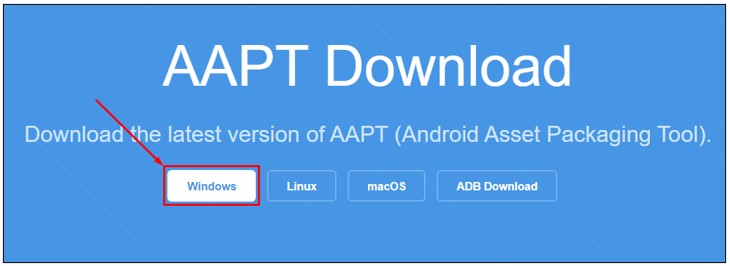 AAPT Download
Download the latest version of AAPT (Android Asset Packaging Tool).
Windows Linux macOS ADB Download